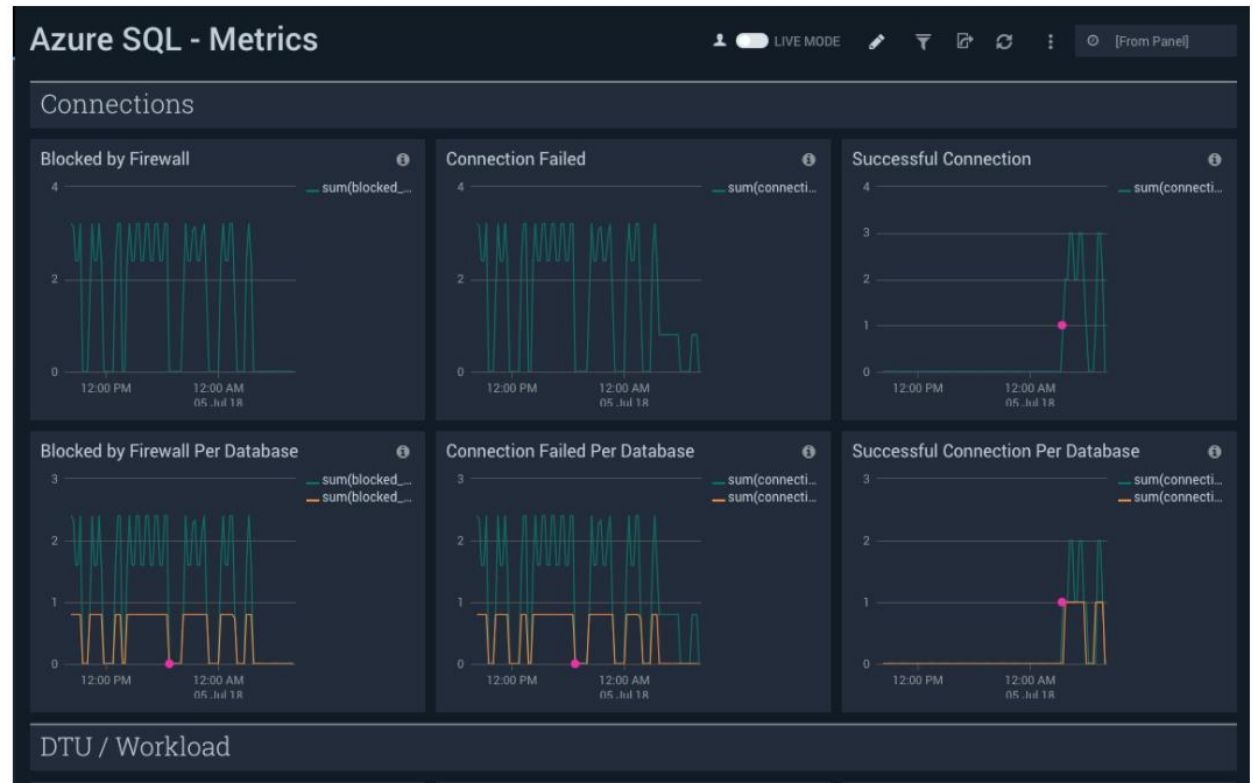 Azure SQL - Metrics
LIVE MODE
[From Panel]
Connections
Blocked by Firewall
4
2
0
12:00 PM
12:00 AM
05 Jul 18
sum(blocked_...
Connection Failed
4
2
0
12:00 PM
12:00 AM
05 Jul 18
sum(connecti...
Successful Connection
4
3
2
1
0
12:00 PM
12:00 AM
05 Jul 18
sum(connecti...
Blocked by Firewall Per Database
3
2
1
0
12:00 PM
12:00 AM
05 Jul 18
sum(blocked_...
sum(blocked_...
Connection Failed Per Database
3
2
1
0
12:00 PM
12:00 AM
05 Jul 18
sum(connecti...
sum(connecti...
Successful Connection Per Database
3
2
1
0
12:00 PM
12:00 AM
05 Jul 18
sum(connecti...
sum(connecti...
DTU / Workload